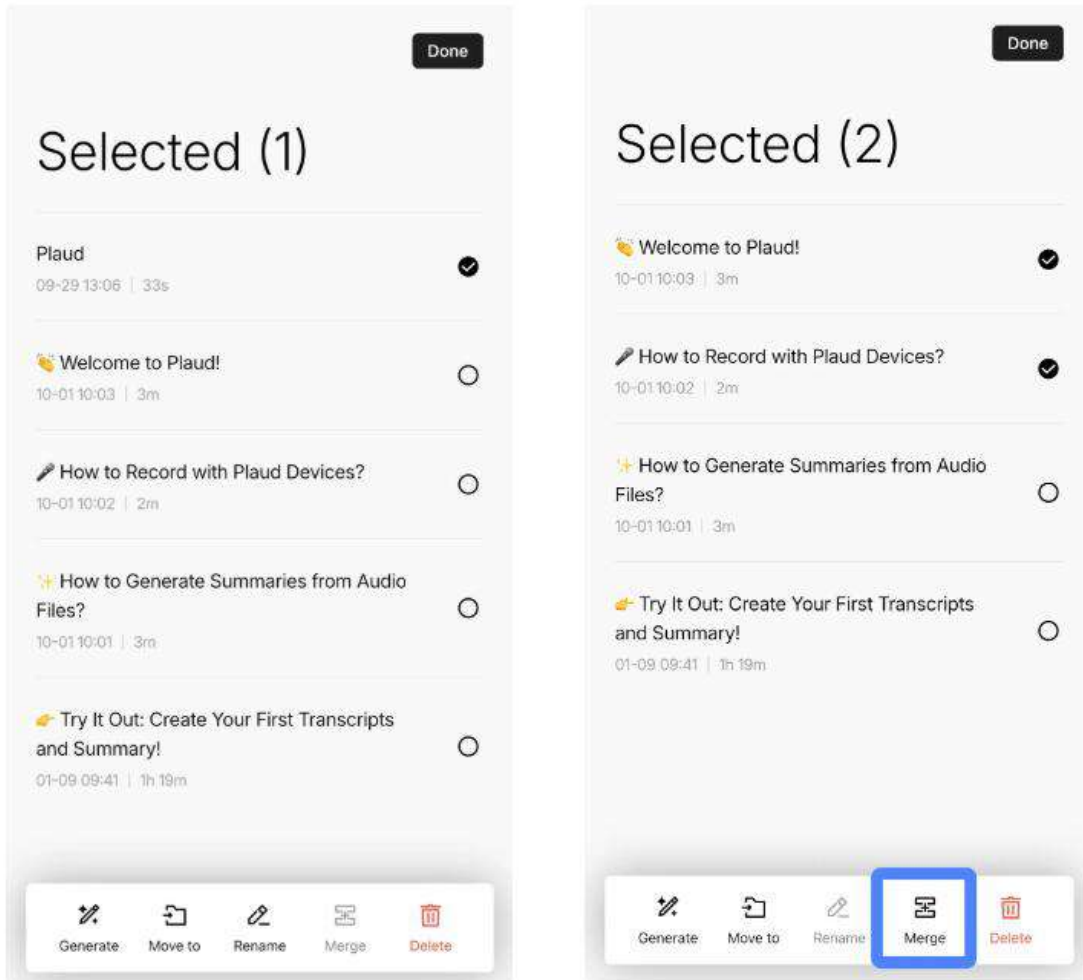 Done
Selected (1)
Plaud
09-29 13:06 | 33s
👏 Welcome to Plaud!
10-01 10:03 | 3m
🎤 How to Record with Plaud Devices?
10-01 10:02 | 2m
✨ How to Generate Summaries from Audio
Files?
10-01 10:01 | 3m
👉 Try It Out: Create Your First Transcripts
and Summary!
01-09 09:41 | 1h 19m
Generate Move to Rename Merge Delete
Done
Selected (2)
👏 Welcome to Plaud!
10-01 10:03 | 3m
🎤 How to Record with Plaud Devices?
10-01 10:02 | 2m
✨ How to Generate Summaries from Audio
Files?
10-01 10:01 | 3m
👉 Try It Out: Create Your First Transcripts
and Summary!
01-09 09:41 | 1h 19m
Generate Move to Rename Merge Delete